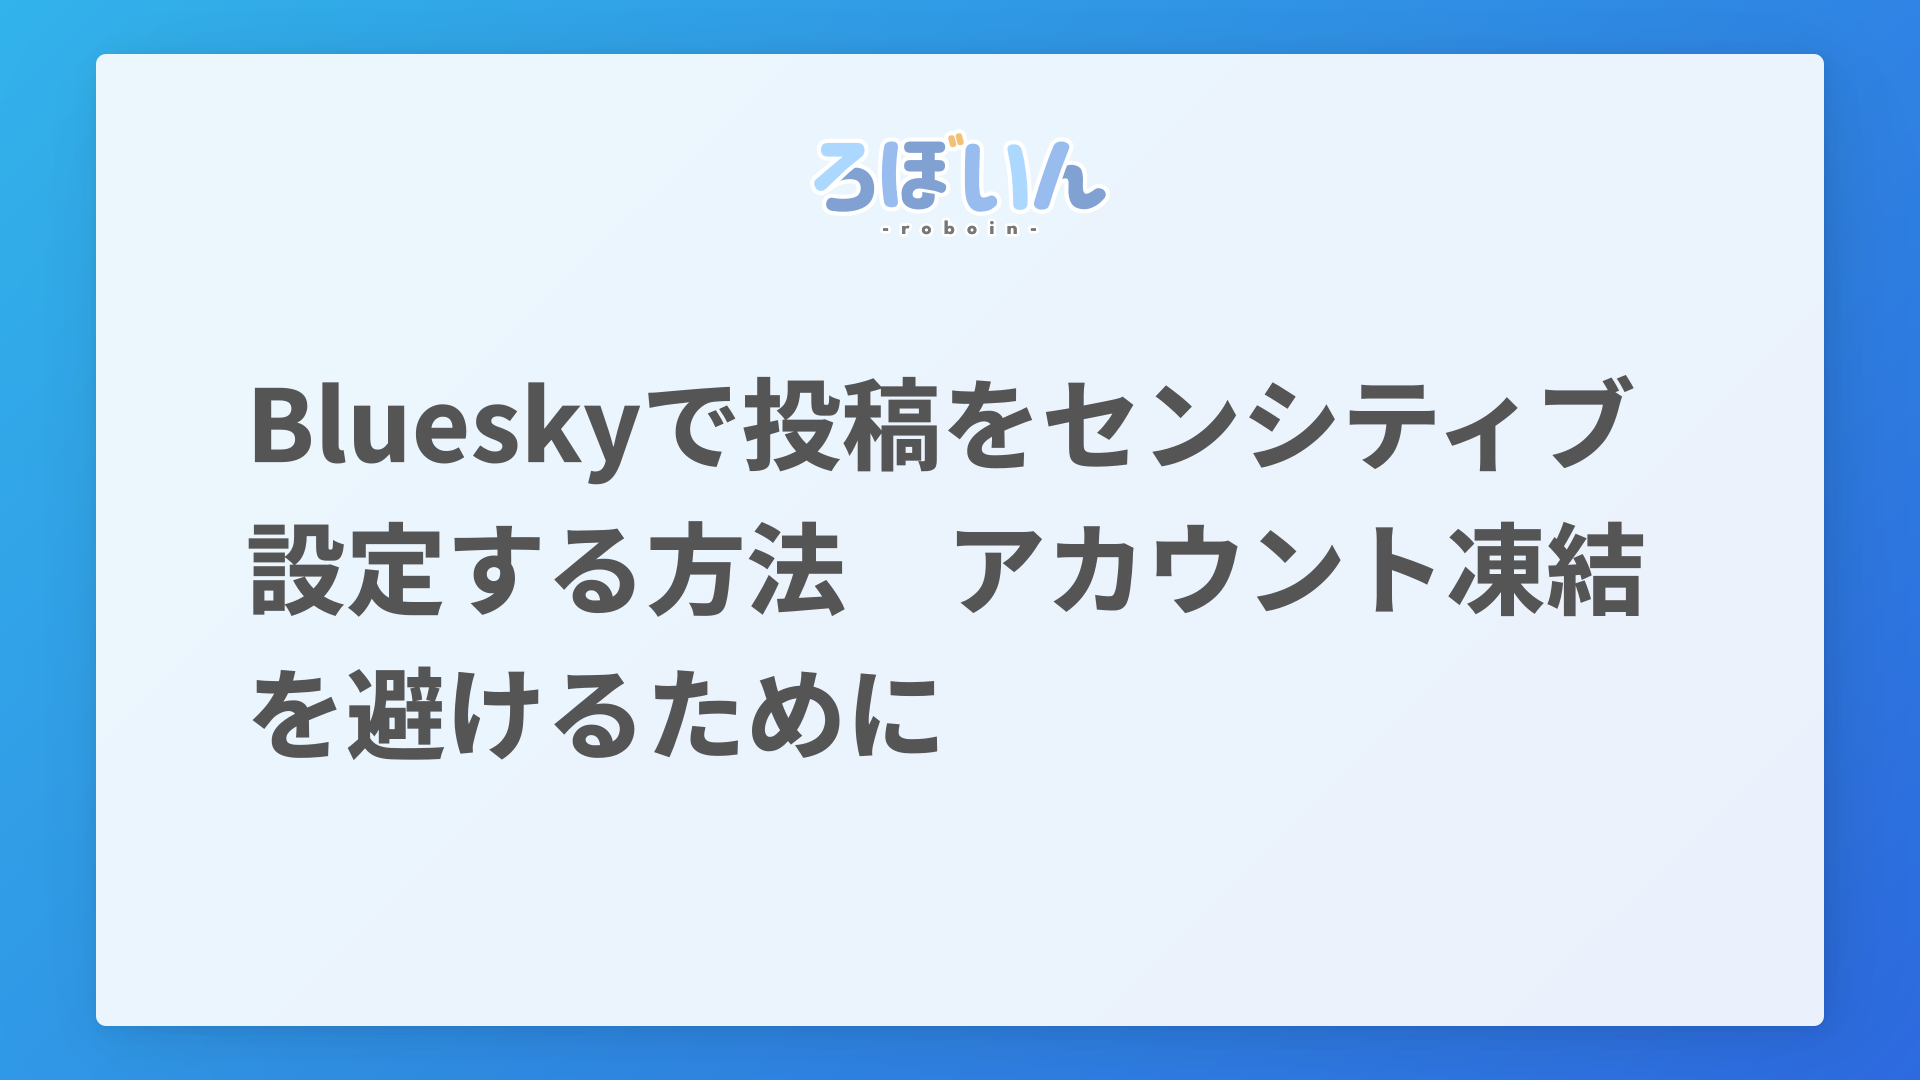 ろぼいん
-roboin-
Blueskyで投稿をセンシティブ
設定する方法　アカウント凍結
を避けるために